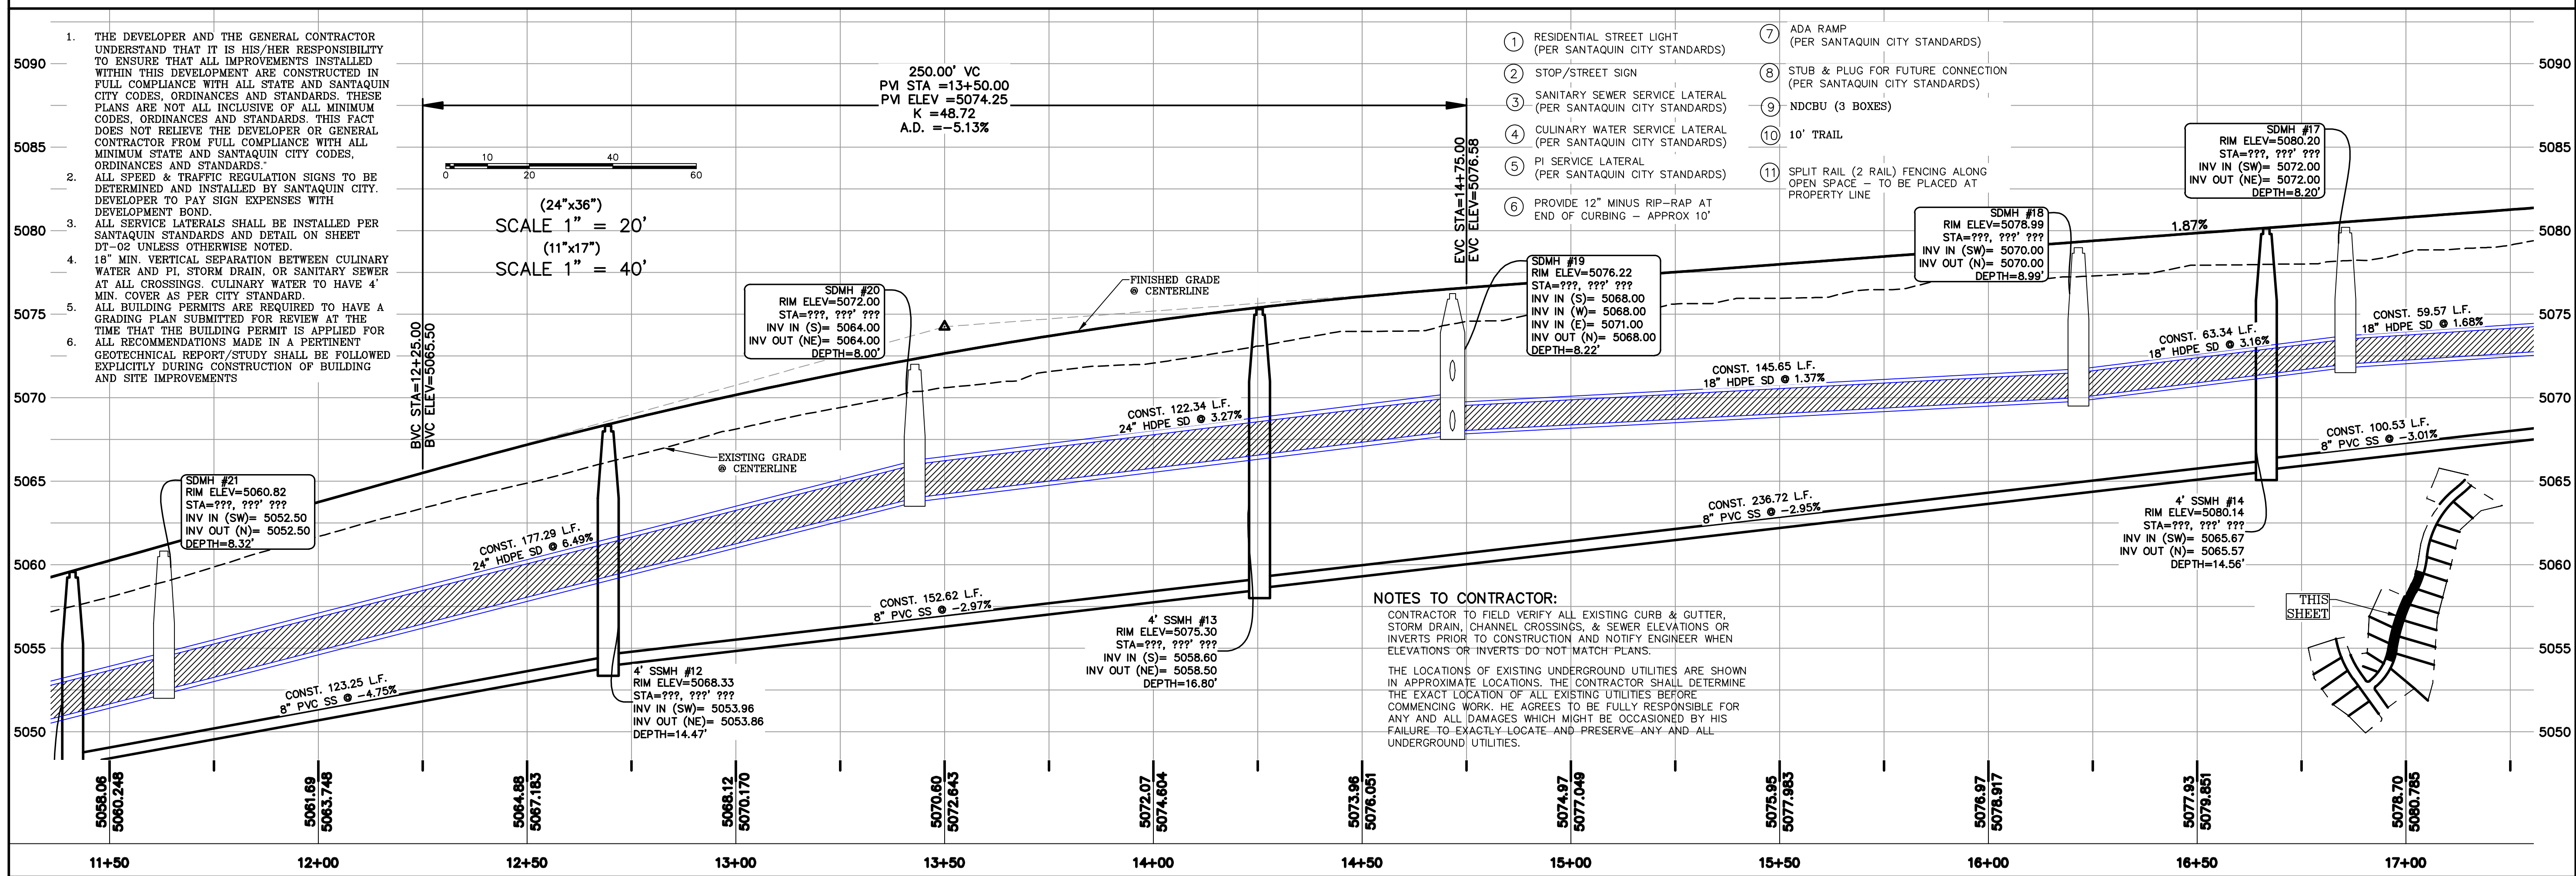 1. THE DEVELOPER AND THE GENERAL CONTRACTOR
UNDERSTAND THAT IT IS HIS/HER RESPONSIBILITY
TO ENSURE THAT ALL IMPROVEMENTS INSTALLED
WITHIN THIS DEVELOPMENT ARE CONSTRUCTED IN
FULL COMPLIANCE WITH ALL STATE AND SANTAQUIN
CITY CODES, ORDINANCES AND STANDARDS. THESE
PLANS ARE NOT ALL INCLUSIVE OF ALL MINIMUM
CODES, ORDINANCES AND STANDARDS. THIS FACT
DOES NOT RELIEVE THE DEVELOPER OR GENERAL
CONTRACTOR FROM FULL COMPLIANCE WITH ALL
MINIMUM STATE AND SANTAQUIN CITY CODES,
ORDINANCES AND STANDARDS."
2. ALL SPEED & TRAFFIC REGULATION SIGNS TO BE
DETERMINED AND INSTALLED BY SANTAQUIN CITY.
DEVELOPER TO PAY SIGN EXPENSES WITH
DEVELOPMENT BOND.
3. ALL SERVICE LATERALS SHALL BE INSTALLED PER
SANTAQUIN STANDARDS AND DETAIL ON SHEET
DT-02 UNLESS OTHERWISE NOTED.
4. 18" MIN. VERTICAL SEPARATION BETWEEN CULINARY
WATER AND PI, STORM DRAIN, OR SANITARY SEWER
AT ALL CROSSINGS. CULINARY WATER TO HAVE 4'
MIN. COVER AS PER CITY STANDARD.
5. ALL BUILDING PERMITS ARE REQUIRED TO HAVE A
GRADING PLAN SUBMITTED FOR REVIEW AT THE
TIME THAT THE BUILDING PERMIT IS APPLIED FOR
6. ALL RECOMMENDATIONS MADE IN A PERTINENT
GEOTECHNICAL REPORT/STUDY SHALL BE FOLLOWED
EXPLICITLY DURING CONSTRUCTION OF BUILDING
AND SITE IMPROVEMENTS
5090
5085
5080
5075
5070
5065
5060
5055
5050
250.00' VC
PVI STA =13+50.00
PVI ELEV =5074.25
K =48.72
A.D. =-5.13%
10 40
0 20 60
(24"x36")
SCALE 1" = 20'
(11"x17")
SCALE 1" = 40'
BVC STA=12+25.00
BVC ELEV=5065.50
EVC STA=14+75.00
EVC ELEV=5076.58
1 RESIDENTIAL STREET LIGHT
(PER SANTAQUIN CITY STANDARDS)
2 STOP/STREET SIGN
3 SANITARY SEWER SERVICE LATERAL
(PER SANTAQUIN CITY STANDARDS)
4 CULINARY WATER SERVICE LATERAL
(PER SANTAQUIN CITY STANDARDS)
5 PI SERVICE LATERAL
(PER SANTAQUIN CITY STANDARDS)
6 PROVIDE 12" MINUS RIP-RAP AT
END OF CURBING - APPROX 10'
7 ADA RAMP
(PER SANTAQUIN CITY STANDARDS)
8 STUB & PLUG FOR FUTURE CONNECTION
(PER SANTAQUIN CITY STANDARDS)
9 NDCBU (3 BOXES)
10 10' TRAIL
11 SPLIT RAIL (2 RAIL) FENCING ALONG
OPEN SPACE - TO BE PLACED AT
PROPERTY LINE
SDMH #21
RIM ELEV=5060.82
STA=???, ???' ???
INV IN (SW)= 5052.50
INV OUT (N)= 5052.50
DEPTH=8.32'
SDMH #20
RIM ELEV=5072.00
STA=???, ???' ???
INV IN (S)= 5064.00
INV OUT (NE)= 5064.00
DEPTH=8.00'
FINISHED GRADE
@ CENTERLINE
EXISTING GRADE
@ CENTERLINE
SDMH #19
RIM ELEV=5076.22
STA=???, ???' ???
INV IN (S)= 5068.00
INV IN (W)= 5068.00
INV IN (E)= 5071.00
INV OUT (N)= 5068.00
DEPTH=8.22'
SDMH #18
RIM ELEV=5078.99
STA=???, ???' ???
INV IN (SW)= 5070.00
INV OUT (N)= 5070.00
DEPTH=8.99'
SDMH #17
RIM ELEV=5080.20
STA=???, ???' ???
INV IN (SW)= 5072.00
INV OUT (NE)= 5072.00
DEPTH=8.20'
1.87%
CONST. 177.29 L.F.
24" HDPE SD @ 6.49%
CONST. 122.34 L.F.
24" HDPE SD @ 3.27%
CONST. 145.65 L.F.
18" HDPE SD @ 1.37%
CONST. 63.34 L.F.
18" HDPE SD @ 3.16%
CONST. 59.57 L.F.
18" HDPE SD @ 1.68%
CONST. 123.25 L.F.
8" PVC SS @ -4.75%
CONST. 152.62 L.F.
8" PVC SS @ -2.97%
CONST. 236.72 L.F.
8" PVC SS @ -2.95%
CONST. 100.53 L.F.
8" PVC SS @ -3.01%
4' SSMH #12
RIM ELEV=5068.33
STA=???, ???' ???
INV IN (SW)= 5053.96
INV OUT (NE)= 5053.86
DEPTH=14.47'
4' SSMH #13
RIM ELEV=5075.30
STA=???, ???' ???
INV IN (S)= 5058.60
INV OUT (NE)= 5058.50
DEPTH=16.80'
4' SSMH #14
RIM ELEV=5080.14
STA=???, ???' ???
INV IN (SW)= 5065.67
INV OUT (N)= 5065.57
DEPTH=14.56'
NOTES TO CONTRACTOR:
CONTRACTOR TO FIELD VERIFY ALL EXISTING CURB & GUTTER,
STORM DRAIN, CHANNEL CROSSINGS, & SEWER ELEVATIONS OR
INVERTS PRIOR TO CONSTRUCTION AND NOTIFY ENGINEER WHEN
ELEVATIONS OR INVERTS DO NOT MATCH PLANS.
THE LOCATIONS OF EXISTING UNDERGROUND UTILITIES ARE SHOWN
IN APPROXIMATE LOCATIONS. THE CONTRACTOR SHALL DETERMINE
THE EXACT LOCATION OF ALL EXISTING UTILITIES BEFORE
COMMENCING WORK. HE AGREES TO BE FULLY RESPONSIBLE FOR
ANY AND ALL DAMAGES WHICH MIGHT BE OCCASIONED BY HIS
FAILURE TO EXACTLY LOCATE AND PRESERVE ANY AND ALL
UNDERGROUND UTILITIES.
THIS
SHEET
5090
5085
5080
5075
5070
5065
5060
5055
5050
5058.06
5060.248
5061.69
5063.748
5064.88
5067.183
5068.12
5070.170
5070.60
5072.643
5072.07
5074.604
5073.96
5076.051
5074.97
5077.049
5075.95
5077.983
5076.97
5078.917
5077.93
5079.851
5078.70
5080.785
11+50 12+00 12+50 13+00 13+50 14+00 14+50 15+00 15+50 16+00 16+50 17+00